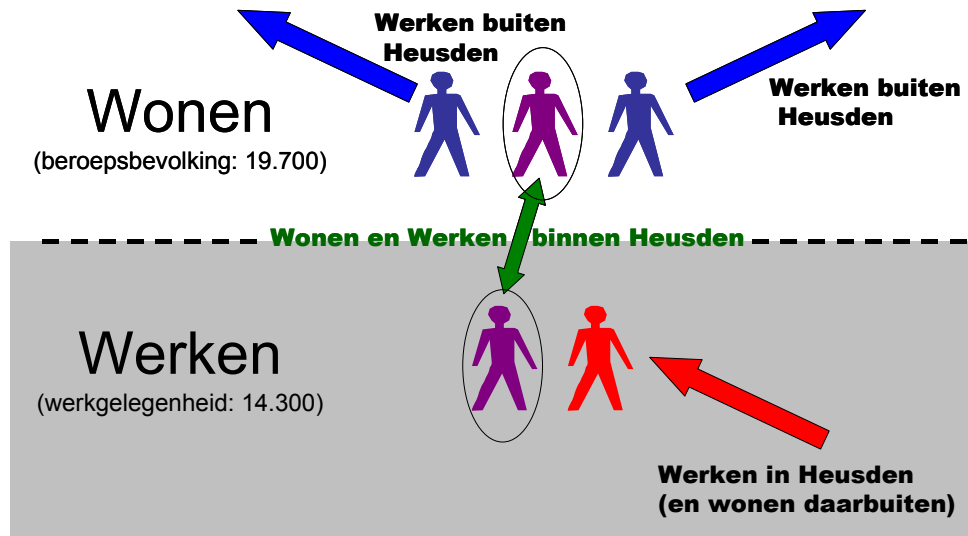 Werken buiten
Heusden
Werken buiten
Heusden
Wonen
(beroepsbevolking: 19.700)
Wonen en Werken binnen Heusden
Werken
(werkgelegenheid: 14.300)
Werken in Heusden
(en wonen daarbuiten)